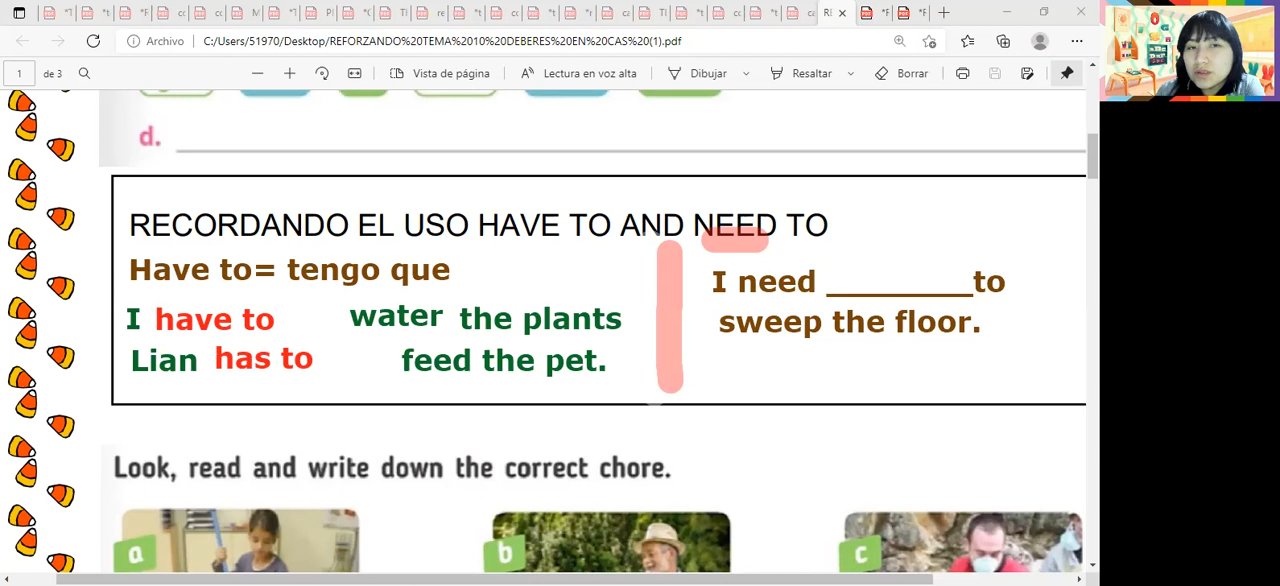 Archivo C:/Users/51970/Desktop/REFORZANDO%20TEMA%2010%20DEBERES%20EN%20CAS%20(1).pdf
1 de 3 Vista de página Lectura en voz alta Dibujar Resaltar Borrar
d.
RECORDANDO EL USO HAVE TO AND NEED TO
Have to= tengo que
I have to water the plants
Lian has to feed the pet.
I need ________to
sweep the floor.
Look, read and write down the correct chore.
a b c